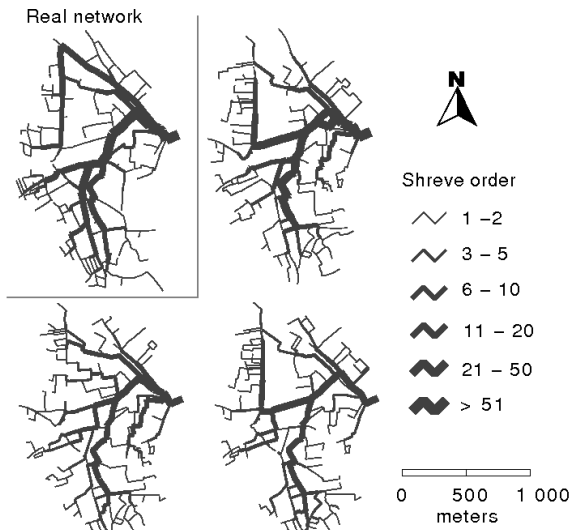 Real network
N
Shreve order
1 –2
3 – 5
6 – 10
11 – 20
21 – 50
> 51
0 500 1 000
meters